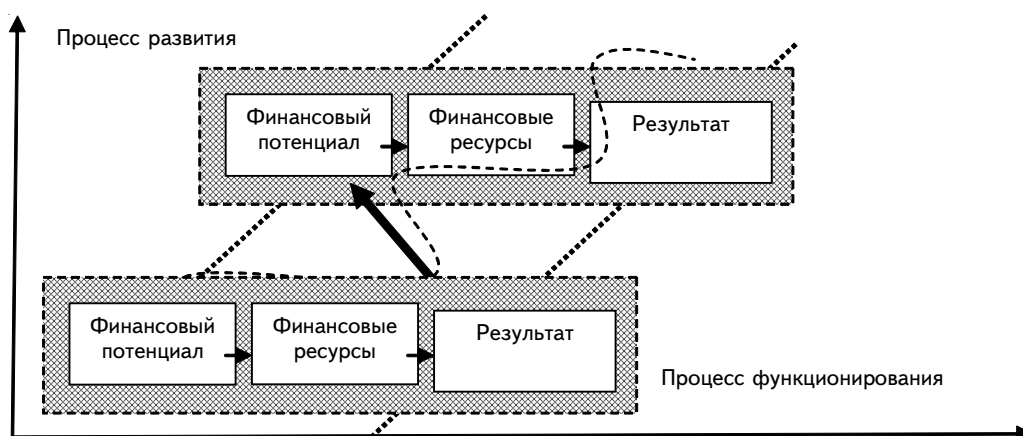 Процесс развития
Финансовый
потенциал
Финансовые
ресурсы
Результат
Финансовый
потенциал
Финансовые
ресурсы
Результат
Процесс функционирования